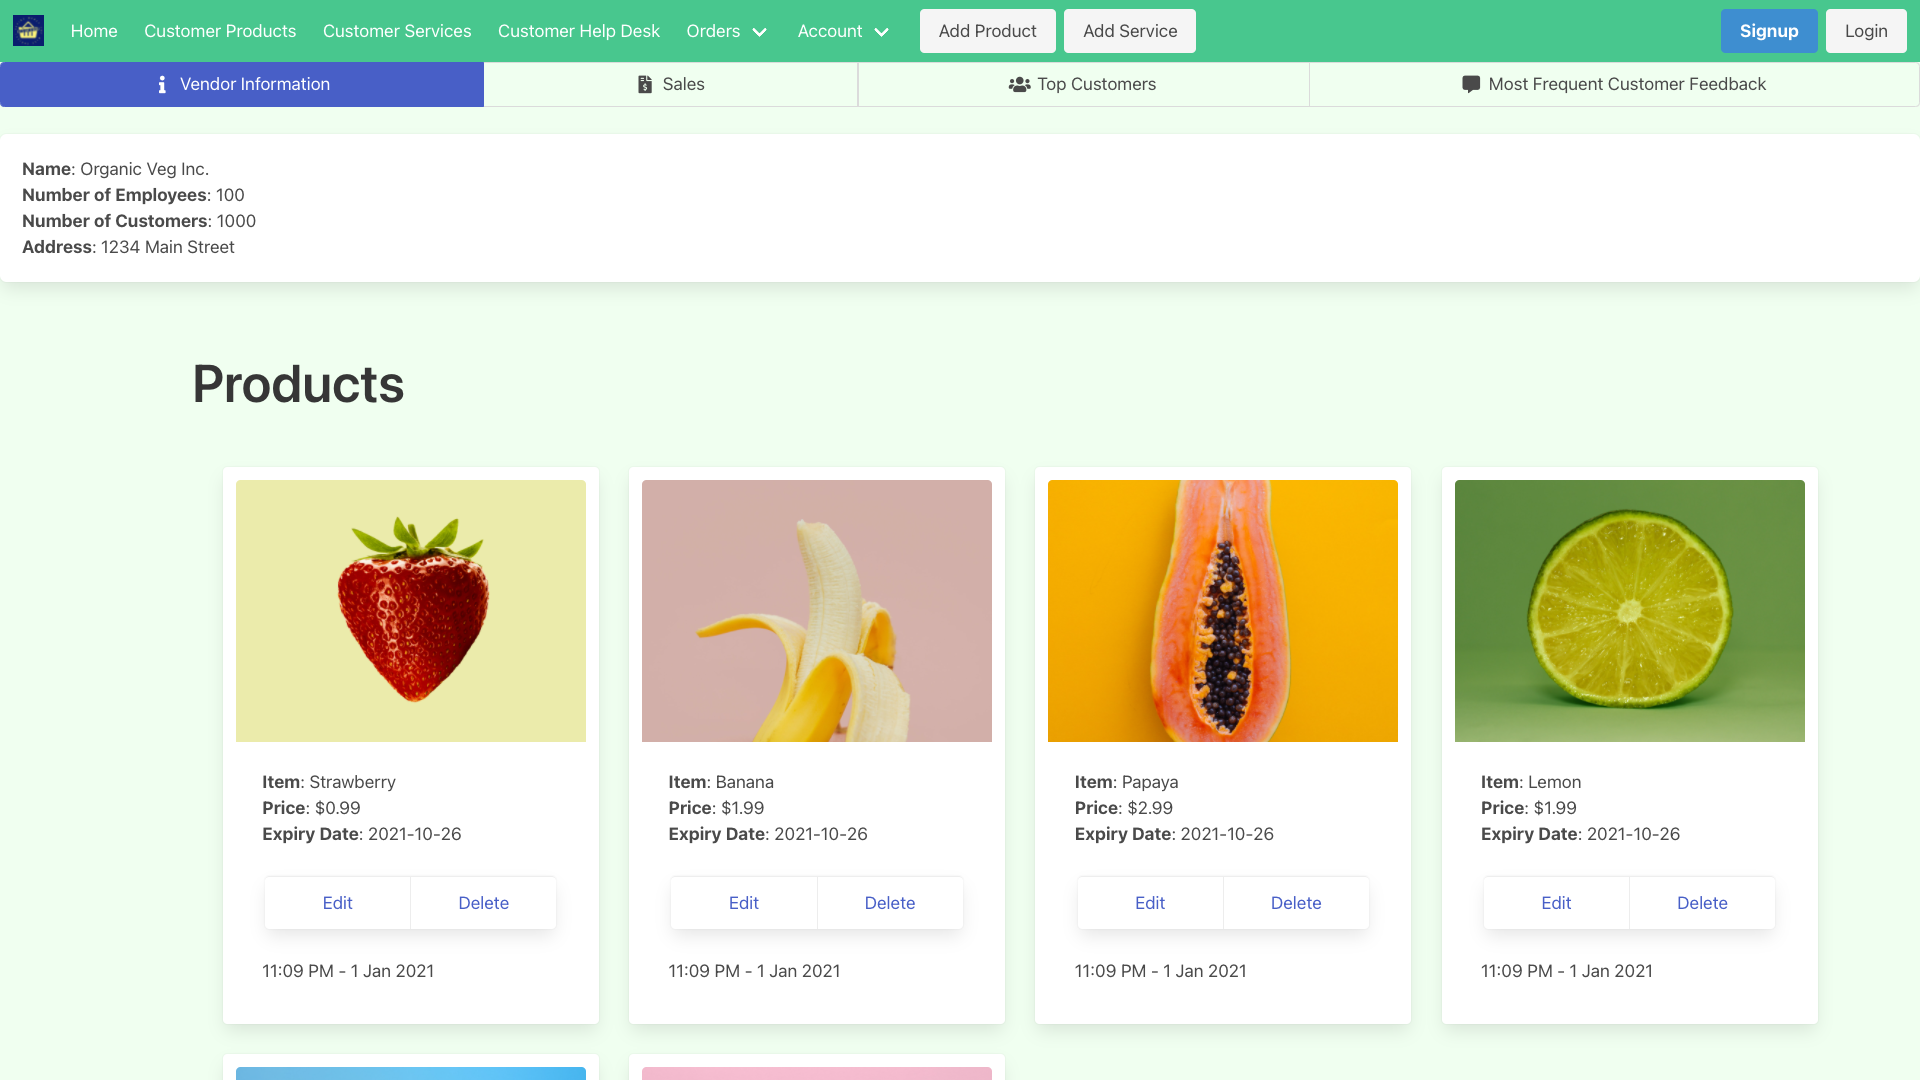 Home Customer Products Customer Services Customer Help Desk Orders Account Add Product Add Service Signup Login
Vendor Information Sales Top Customers Most Frequent Customer Feedback
Name: Organic Veg Inc.
Number of Employees: 100
Number of Customers: 1000
Address: 1234 Main Street
Products
Item: Strawberry
Price: $0.99
Expiry Date: 2021-10-26
Edit Delete
11:09 PM - 1 Jan 2021
Item: Banana
Price: $1.99
Expiry Date: 2021-10-26
Edit Delete
11:09 PM - 1 Jan 2021
Item: Papaya
Price: $2.99
Expiry Date: 2021-10-26
Edit Delete
11:09 PM - 1 Jan 2021
Item: Lemon
Price: $1.99
Expiry Date: 2021-10-26
Edit Delete
11:09 PM - 1 Jan 2021